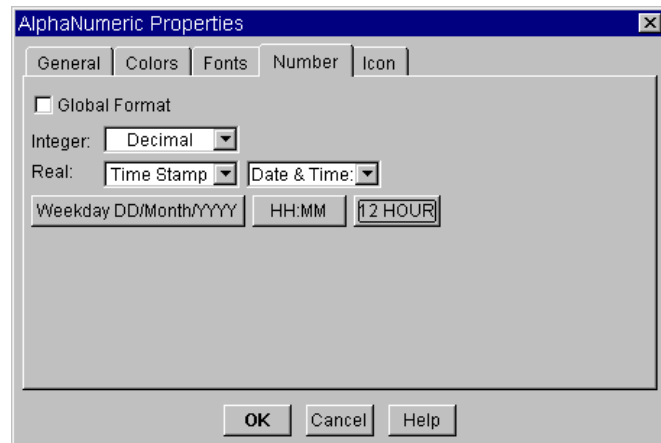 AlphaNumeric Properties
General Colors Fonts Number Icon
Global Format
Integer: Decimal
Real: Time Stamp Date & Time:
Weekday DD/Month/YYYY HH:MM 12 HOUR
OK Cancel Help